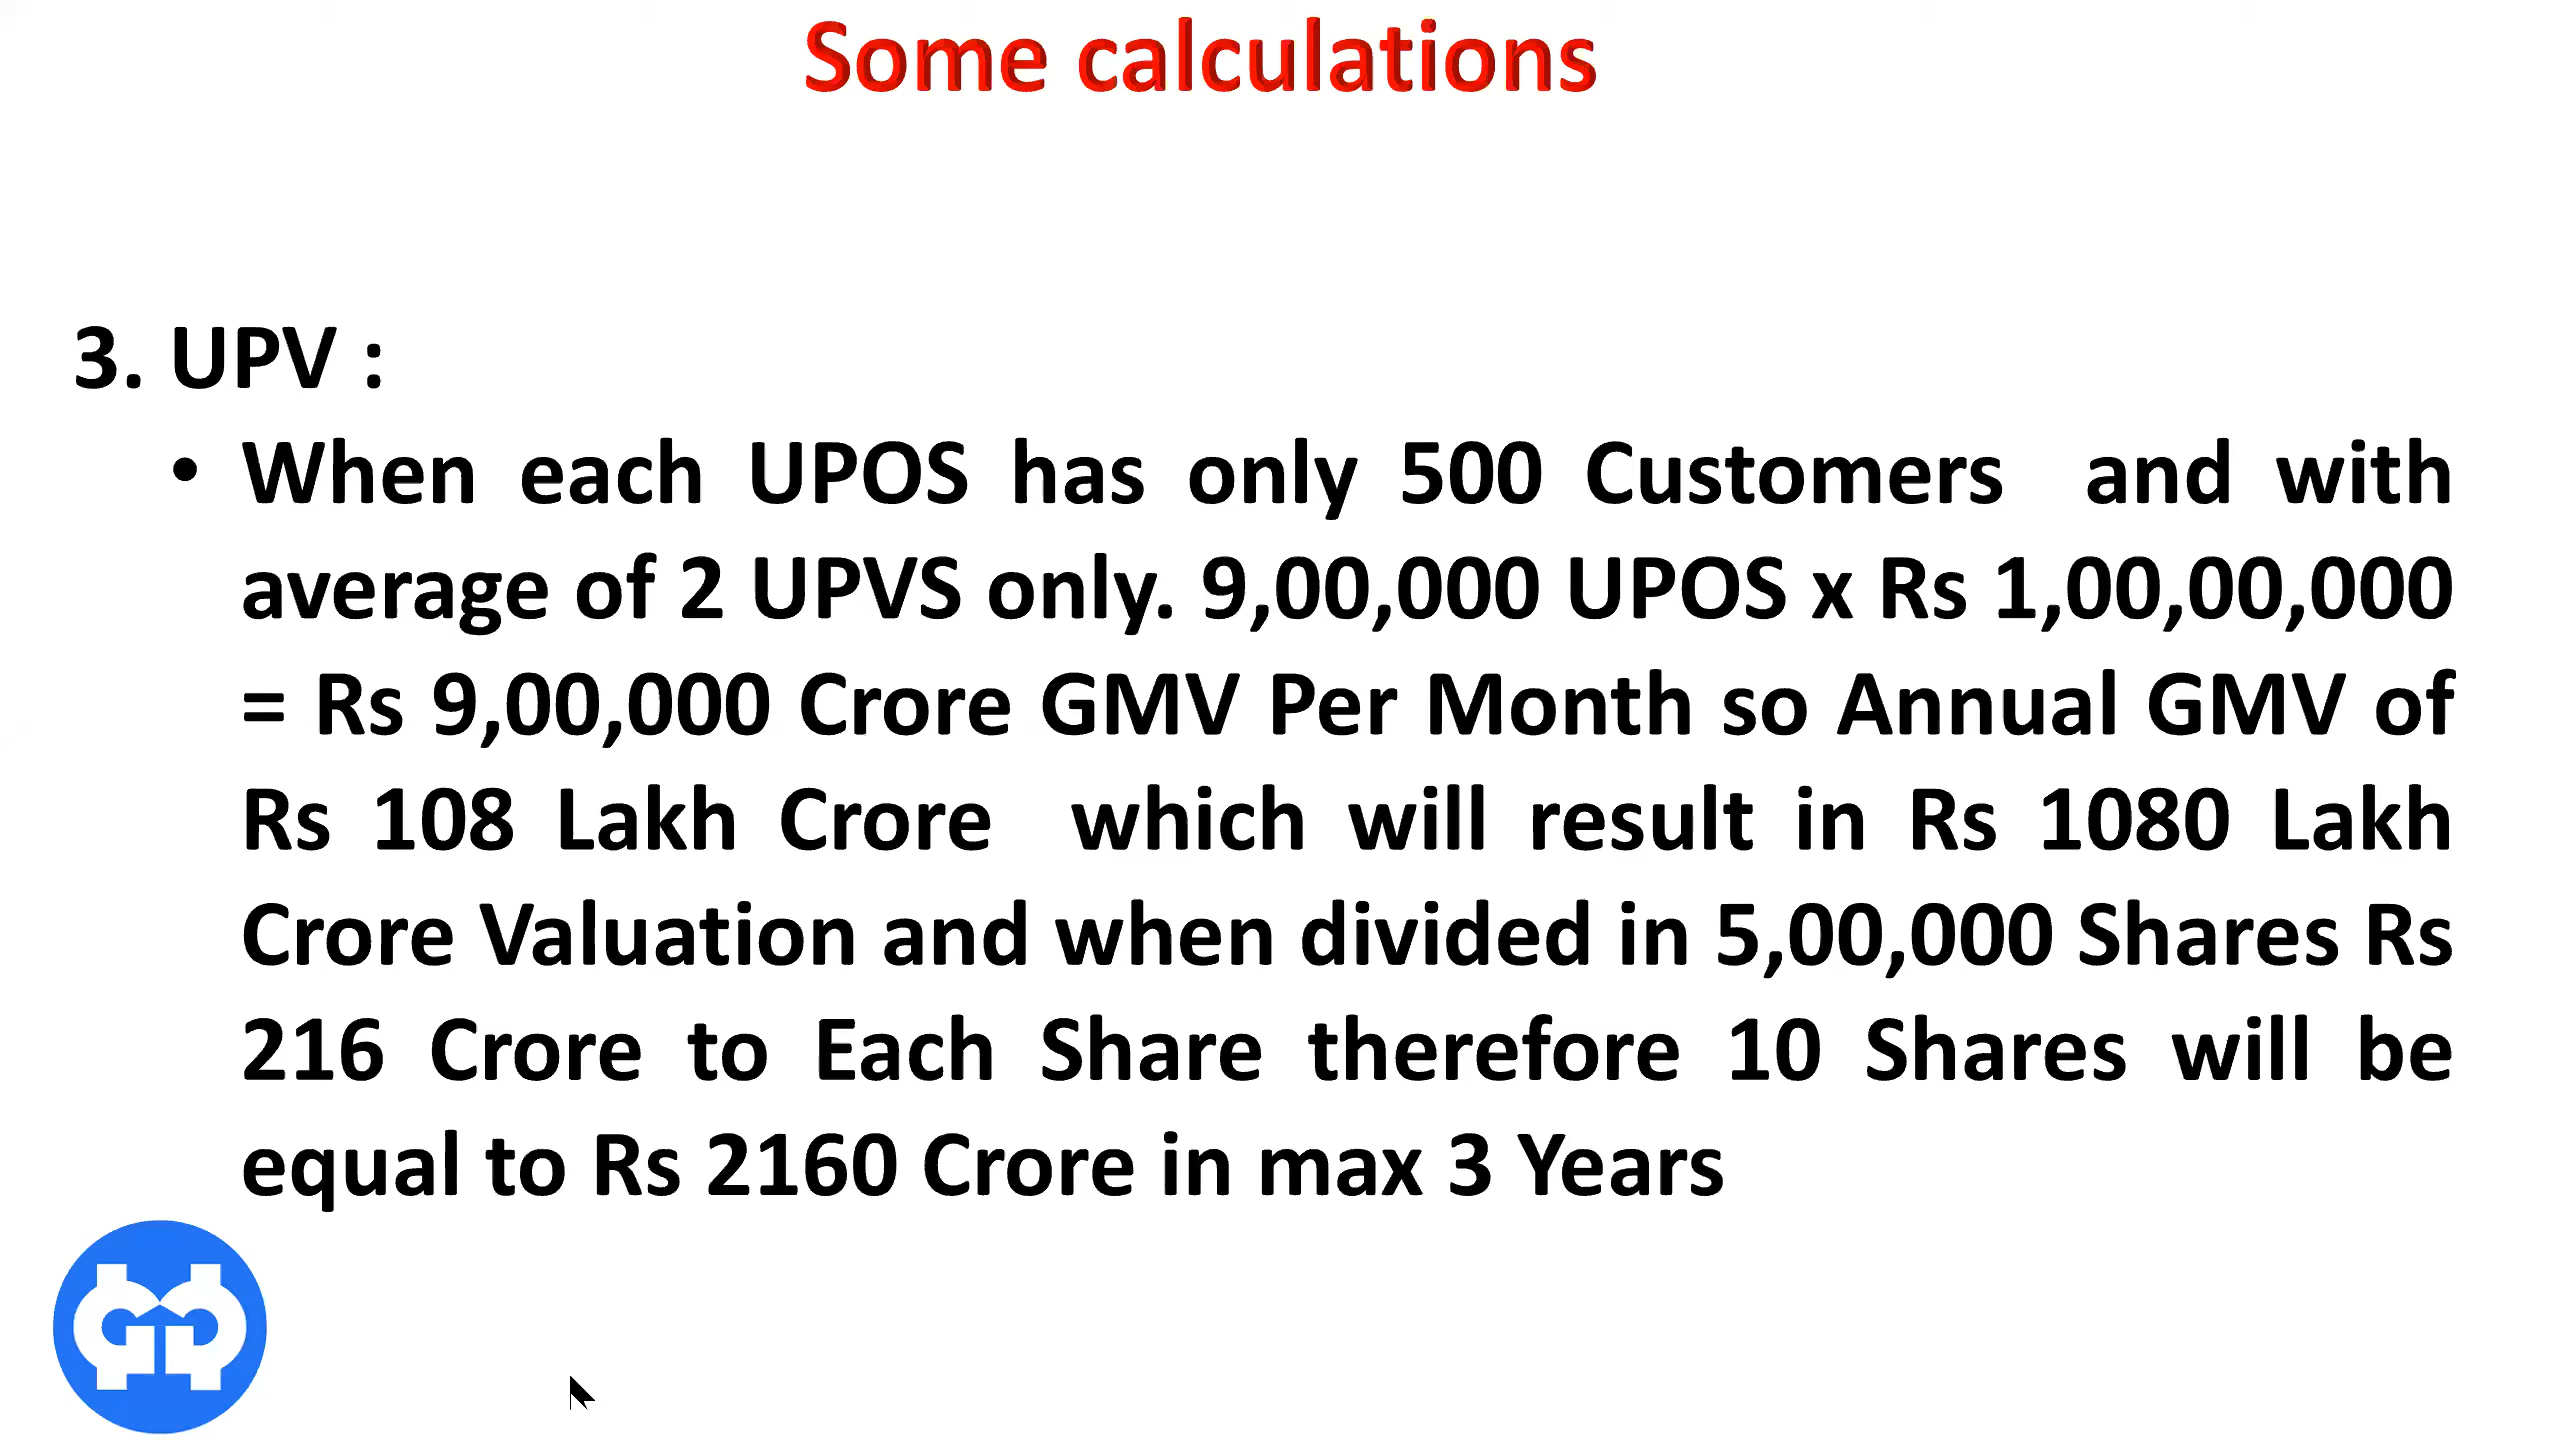 Some calculations
3. UPV :
• When each UPOS has only 500 Customers and with
average of 2 UPVS only. 9,00,000 UPOS x Rs 1,00,00,000
= Rs 9,00,000 Crore GMV Per Month so Annual GMV of
Rs 108 Lakh Crore which will result in Rs 1080 Lakh
Crore Valuation and when divided in 5,00,000 Shares Rs
216 Crore to Each Share therefore 10 Shares will be
equal to Rs 2160 Crore in max 3 Years